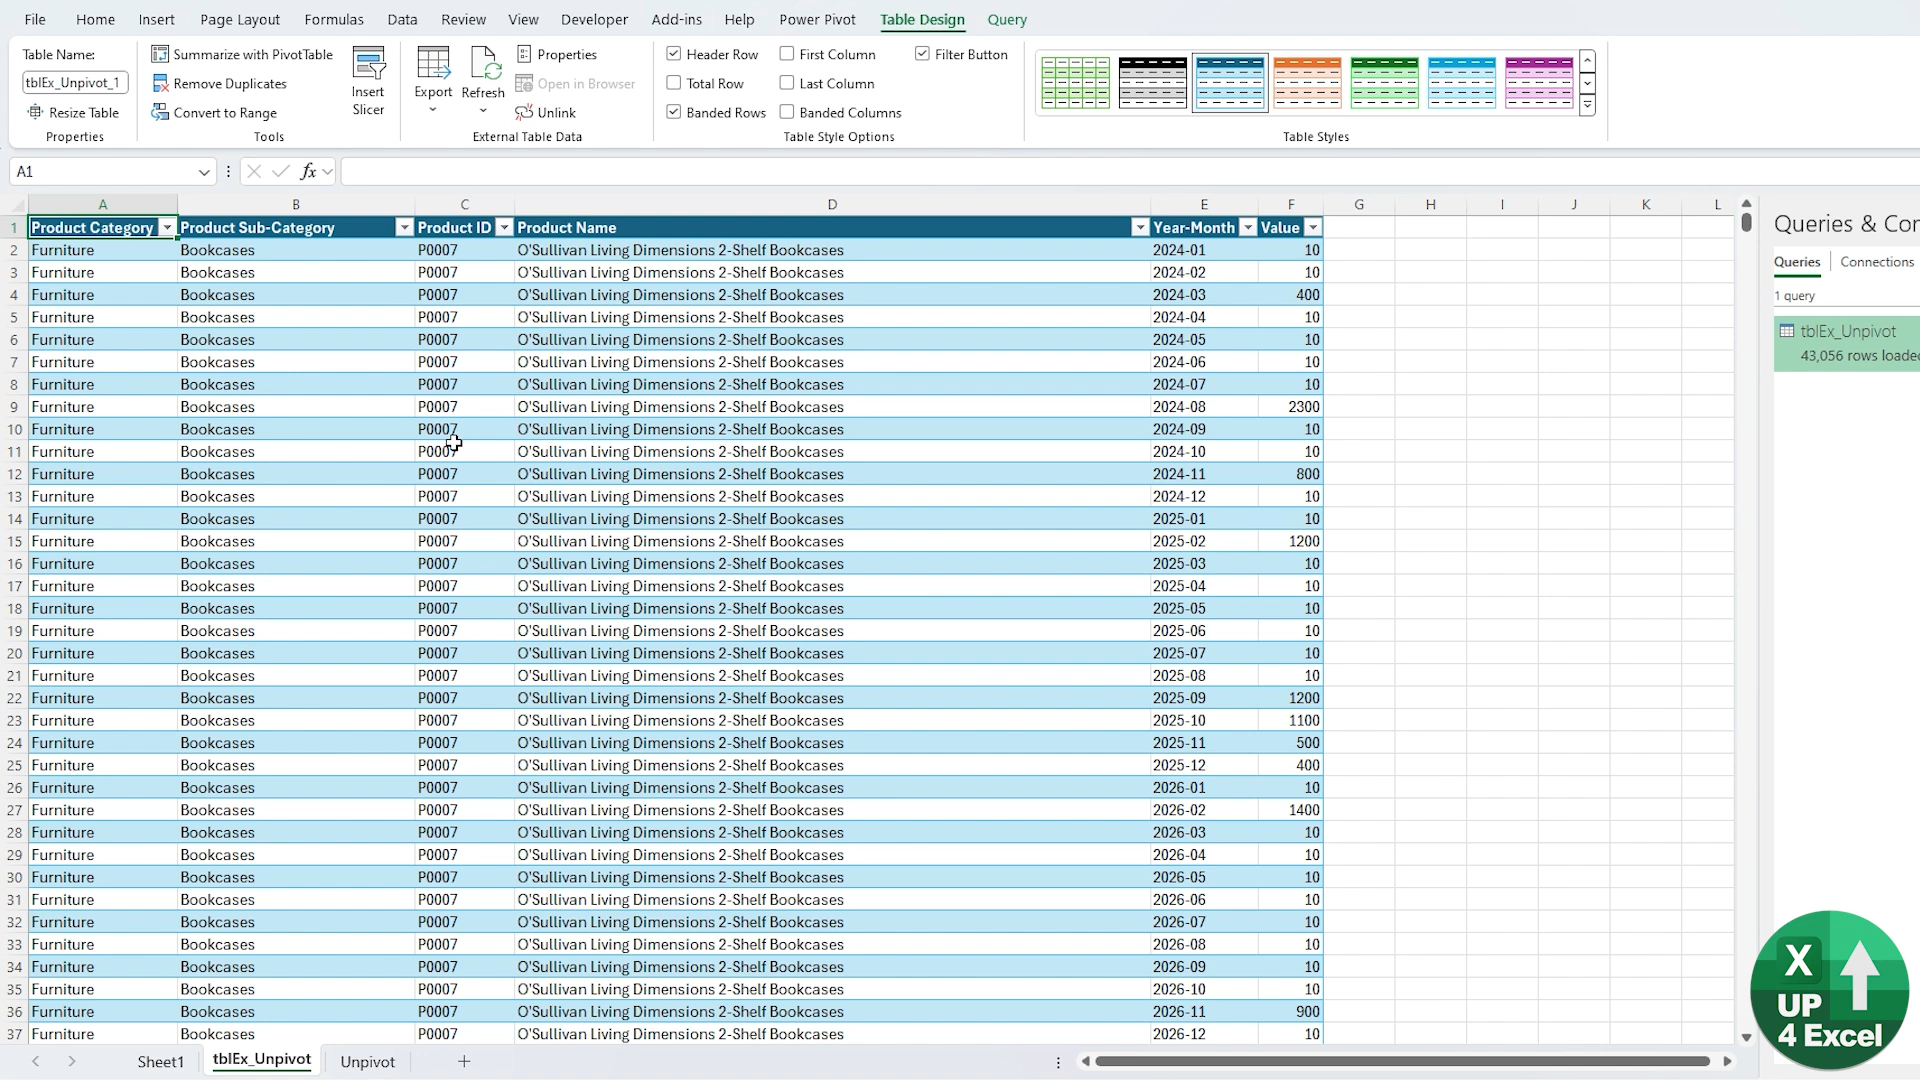 File Home Insert Page Layout Formulas Data Review View Developer Add-ins Help Power Pivot Table Design Query
Table Name:
tblEx_Unpivot_1
Resize Table
Properties
Summarize with PivotTable
Remove Duplicates
Convert to Range
Tools
Insert
Slicer
Export
Refresh
Properties
Open in Browser
Unlink
External Table Data
Header Row First Column Filter Button
Total Row Last Column
Banded Rows Banded Columns
Table Style Options
Table Styles
A1
fx
A B C D E F G H I J K L
1 Product Category Product Sub-Category Product ID Product Name Year-Month Value
2 Furniture Bookcases P0007 O'Sullivan Living Dimensions 2-Shelf Bookcases 2024-01 10
3 Furniture Bookcases P0007 O'Sullivan Living Dimensions 2-Shelf Bookcases 2024-02 10
4 Furniture Bookcases P0007 O'Sullivan Living Dimensions 2-Shelf Bookcases 2024-03 400
5 Furniture Bookcases P0007 O'Sullivan Living Dimensions 2-Shelf Bookcases 2024-04 10
6 Furniture Bookcases P0007 O'Sullivan Living Dimensions 2-Shelf Bookcases 2024-05 10
7 Furniture Bookcases P0007 O'Sullivan Living Dimensions 2-Shelf Bookcases 2024-06 10
8 Furniture Bookcases P0007 O'Sullivan Living Dimensions 2-Shelf Bookcases 2024-07 10
9 Furniture Bookcases P0007 O'Sullivan Living Dimensions 2-Shelf Bookcases 2024-08 2300
10 Furniture Bookcases P0007 O'Sullivan Living Dimensions 2-Shelf Bookcases 2024-09 10
11 Furniture Bookcases P0007 O'Sullivan Living Dimensions 2-Shelf Bookcases 2024-10 10
12 Furniture Bookcases P0007 O'Sullivan Living Dimensions 2-Shelf Bookcases 2024-11 800
13 Furniture Bookcases P0007 O'Sullivan Living Dimensions 2-Shelf Bookcases 2024-12 10
14 Furniture Bookcases P0007 O'Sullivan Living Dimensions 2-Shelf Bookcases 2025-01 10
15 Furniture Bookcases P0007 O'Sullivan Living Dimensions 2-Shelf Bookcases 2025-02 1200
16 Furniture Bookcases P0007 O'Sullivan Living Dimensions 2-Shelf Bookcases 2025-03 10
17 Furniture Bookcases P0007 O'Sullivan Living Dimensions 2-Shelf Bookcases 2025-04 10
18 Furniture Bookcases P0007 O'Sullivan Living Dimensions 2-Shelf Bookcases 2025-05 10
19 Furniture Bookcases P0007 O'Sullivan Living Dimensions 2-Shelf Bookcases 2025-06 10
20 Furniture Bookcases P0007 O'Sullivan Living Dimensions 2-Shelf Bookcases 2025-07 10
21 Furniture Bookcases P0007 O'Sullivan Living Dimensions 2-Shelf Bookcases 2025-08 10
22 Furniture Bookcases P0007 O'Sullivan Living Dimensions 2-Shelf Bookcases 2025-09 1200
23 Furniture Bookcases P0007 O'Sullivan Living Dimensions 2-Shelf Bookcases 2025-10 1100
24 Furniture Bookcases P0007 O'Sullivan Living Dimensions 2-Shelf Bookcases 2025-11 500
25 Furniture Bookcases P0007 O'Sullivan Living Dimensions 2-Shelf Bookcases 2025-12 400
26 Furniture Bookcases P0007 O'Sullivan Living Dimensions 2-Shelf Bookcases 2026-01 10
27 Furniture Bookcases P0007 O'Sullivan Living Dimensions 2-Shelf Bookcases 2026-02 1400
28 Furniture Bookcases P0007 O'Sullivan Living Dimensions 2-Shelf Bookcases 2026-03 10
29 Furniture Bookcases P0007 O'Sullivan Living Dimensions 2-Shelf Bookcases 2026-04 10
30 Furniture Bookcases P0007 O'Sullivan Living Dimensions 2-Shelf Bookcases 2026-05 10
31 Furniture Bookcases P0007 O'Sullivan Living Dimensions 2-Shelf Bookcases 2026-06 10
32 Furniture Bookcases P0007 O'Sullivan Living Dimensions 2-Shelf Bookcases 2026-07 10
33 Furniture Bookcases P0007 O'Sullivan Living Dimensions 2-Shelf Bookcases 2026-08 10
34 Furniture Bookcases P0007 O'Sullivan Living Dimensions 2-Shelf Bookcases 2026-09 10
35 Furniture Bookcases P0007 O'Sullivan Living Dimensions 2-Shelf Bookcases 2026-10 10
36 Furniture Bookcases P0007 O'Sullivan Living Dimensions 2-Shelf Bookcases 2026-11 900
37 Furniture Bookcases P0007 O'Sullivan Living Dimensions 2-Shelf Bookcases 2026-12 10
Queries & Con
Queries Connections
1 query
tblEx_Unpivot
43,056 rows loaded
X
UP
4 Excel
Sheet1 tblEx_Unpivot Unpivot